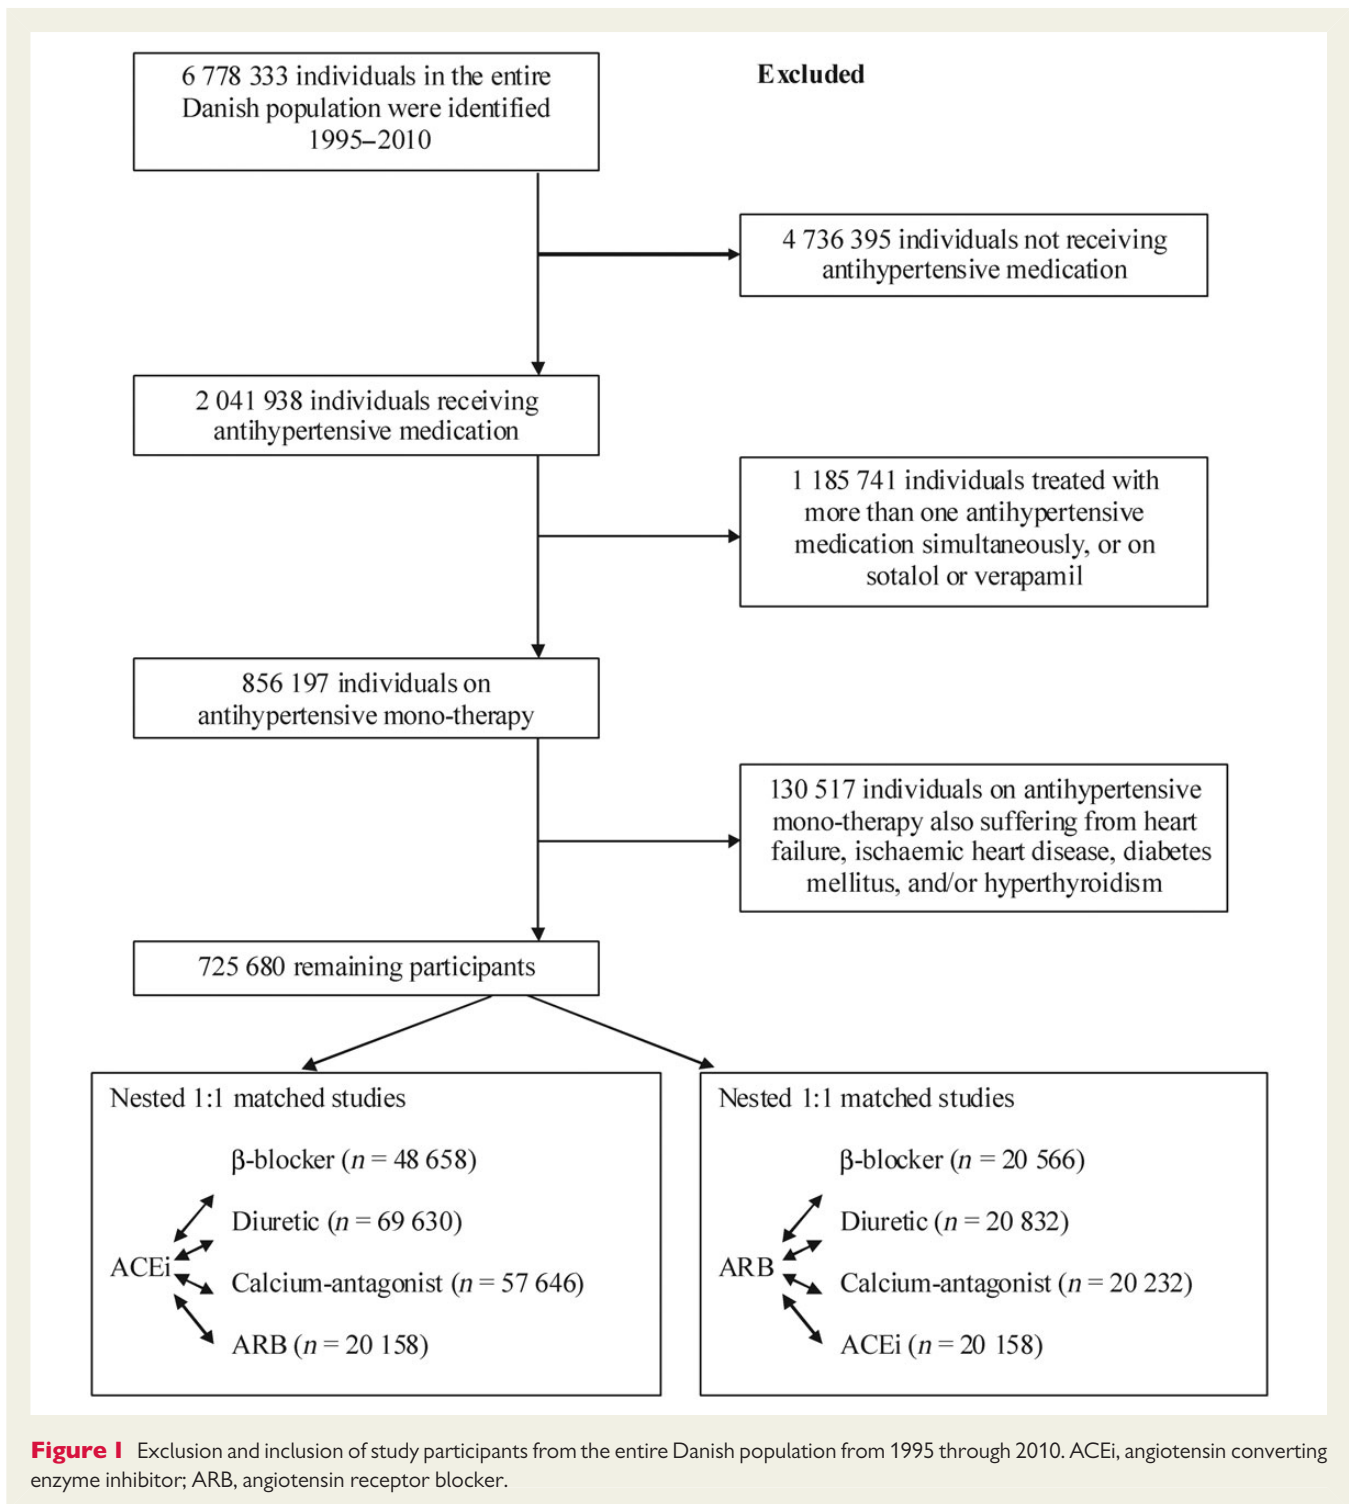 6 778 333 individuals in the entire
Danish population were identified
1995–2010
Excluded
4 736 395 individuals not receiving
antihypertensive medication
2 041 938 individuals receiving
antihypertensive medication
1 185 741 individuals treated with
more than one antihypertensive
medication simultaneously, or on
sotalol or verapamil
856 197 individuals on
antihypertensive mono-therapy
130 517 individuals on antihypertensive
mono-therapy also suffering from heart
failure, ischaemic heart disease, diabetes
mellitus, and/or hyperthyroidism
725 680 remaining participants
Nested 1:1 matched studies
β-blocker (n = 48 658)
Diuretic (n = 69 630)
ACEi
Calcium-antagonist (n = 57 646)
ARB (n = 20 158)
Nested 1:1 matched studies
β-blocker (n = 20 566)
Diuretic (n = 20 832)
ARB
Calcium-antagonist (n = 20 232)
ACEi (n = 20 158)
Figure 1 Exclusion and inclusion of study participants from the entire Danish population from 1995 through 2010. ACEi, angiotensin converting
enzyme inhibitor; ARB, angiotensin receptor blocker.